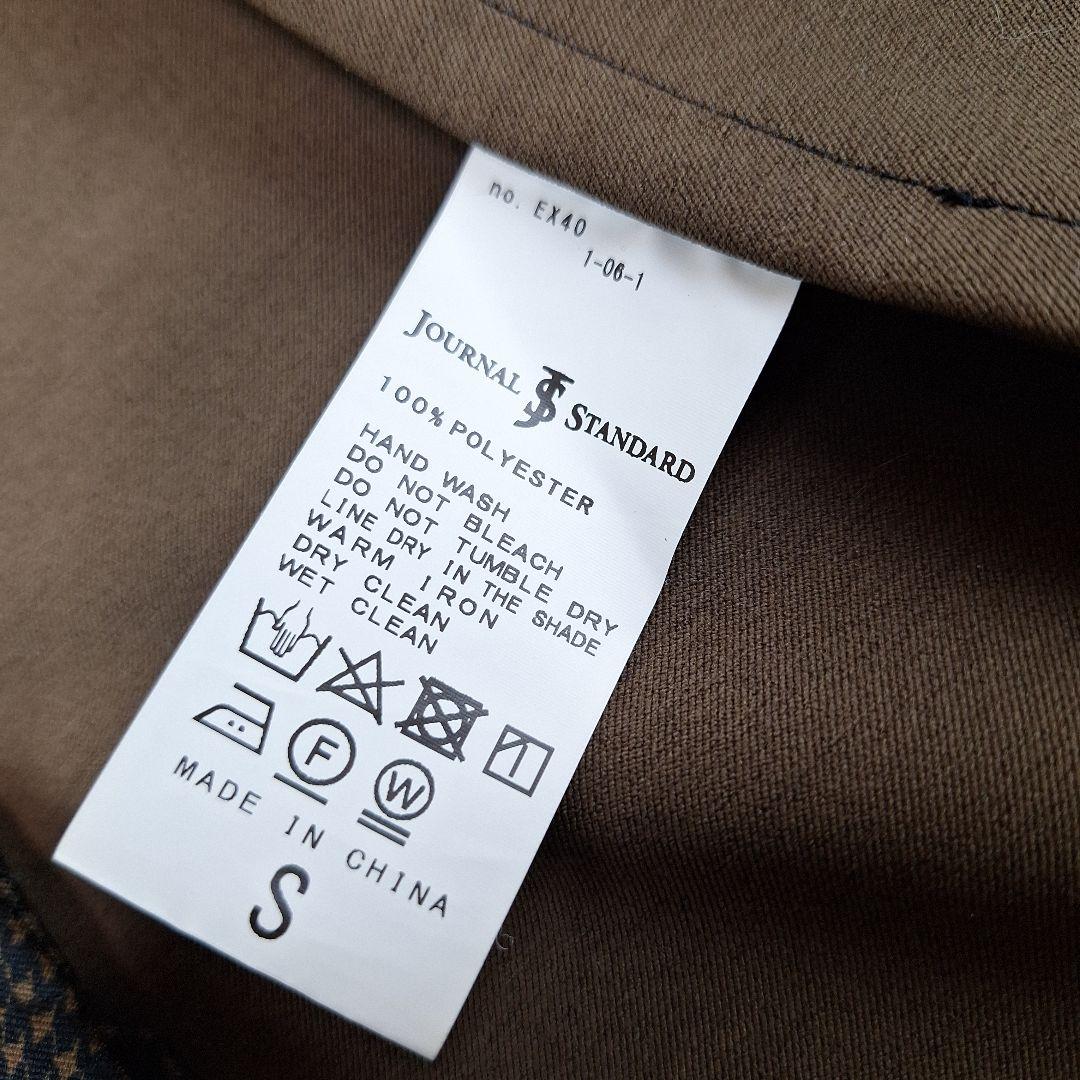 no. EX40
1-06-1
JOURNAL JS STANDARD
100% POLYESTER
HAND WASH
DO NOT BLEACH
DO NOT TUMBLE DRY
LINE DRY IN THE SHADE
WARM IRON
DRY CLEAN
WET CLEAN
F
W
MADE IN CHINA
S